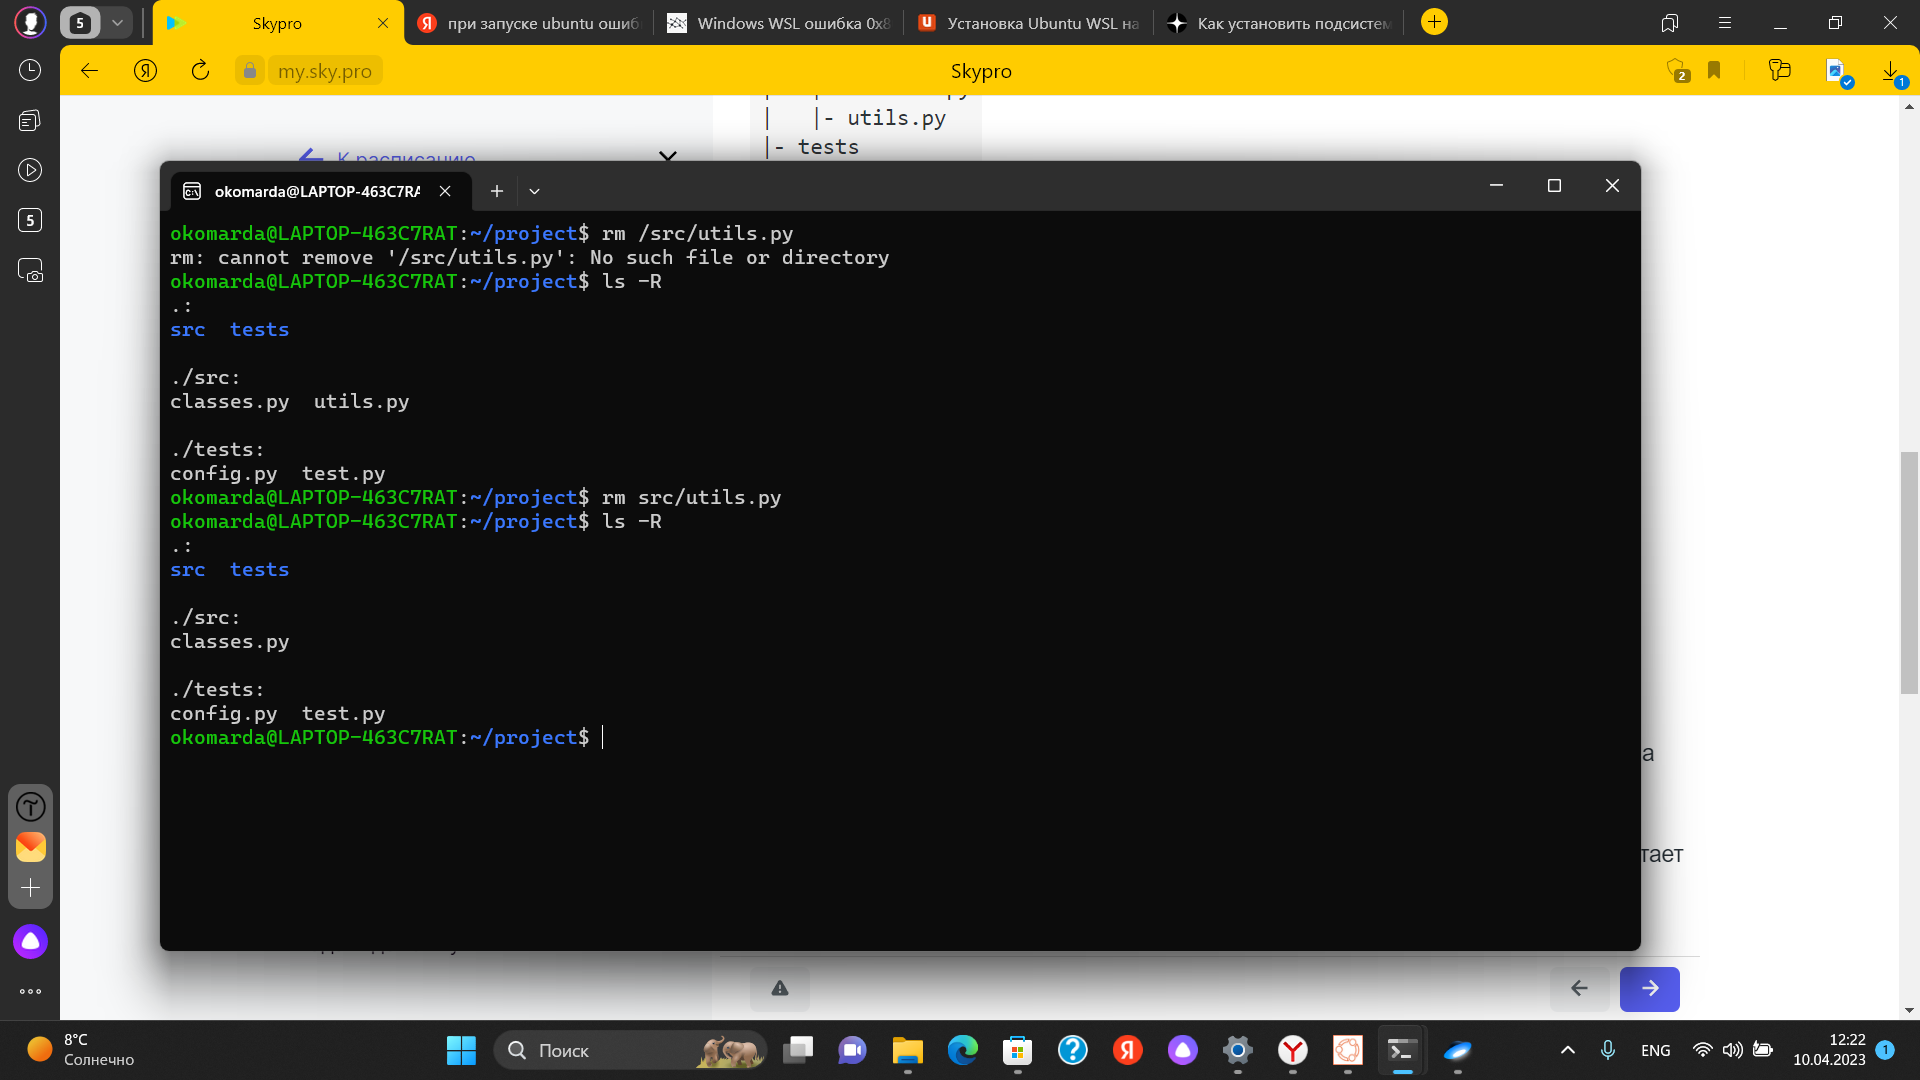 5
Skypro
при запуске ubuntu ошиб
Windows WSL ошибка 0x8
Установка Ubuntu WSL на
Как установить подсистем
my.sky.pro
Skypro
2
1
5
|- utils.py
|- tests
К расписанию
okomarda@LAPTOP-463C7RA
okomarda@LAPTOP-463C7RAT:~/project$ rm /src/utils.py
rm: cannot remove '/src/utils.py': No such file or directory
okomarda@LAPTOP-463C7RAT:~/project$ ls -R
.:
src tests
./src:
classes.py utils.py
./tests:
config.py test.py
okomarda@LAPTOP-463C7RAT:~/project$ rm src/utils.py
okomarda@LAPTOP-463C7RAT:~/project$ ls -R
.:
src tests
./src:
classes.py
./tests:
config.py test.py
okomarda@LAPTOP-463C7RAT:~/project$
а
тает
8°C
Солнечно
Поиск
ENG
12:22
10.04.2023
1